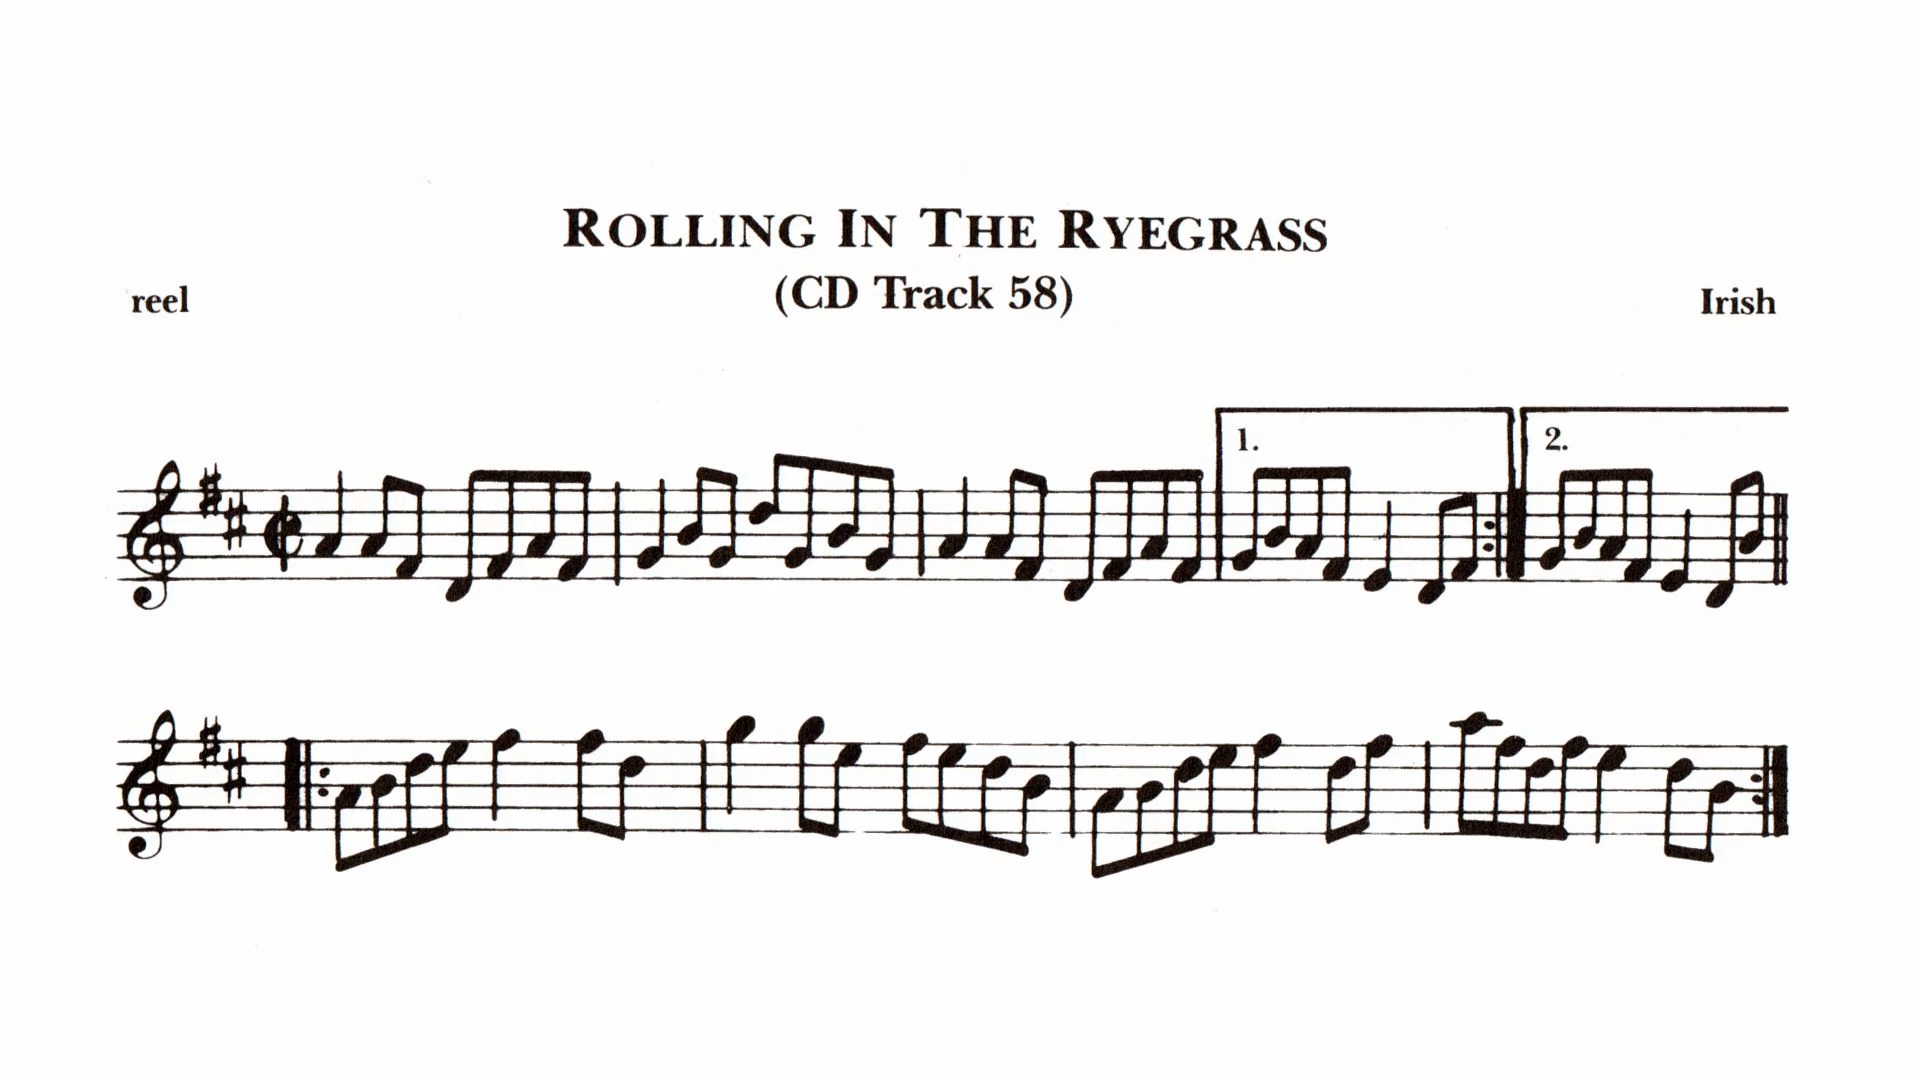 ROLLING IN THE RYEGRASS
(CD Track 58)
reel
Irish
1.
2.